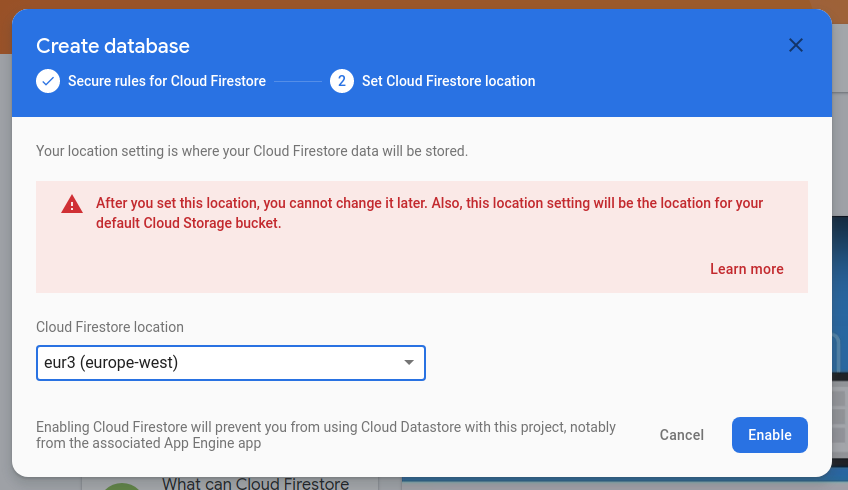 Create database
Secure rules for Cloud Firestore
2 Set Cloud Firestore location
Your location setting is where your Cloud Firestore data will be stored.
After you set this location, you cannot change it later. Also, this location setting will be the location for your
default Cloud Storage bucket.
Learn more
Cloud Firestore location
eur3 (europe-west)
Enabling Cloud Firestore will prevent you from using Cloud Datastore with this project, notably
from the associated App Engine app
Cancel
Enable
What can Cloud Firestore